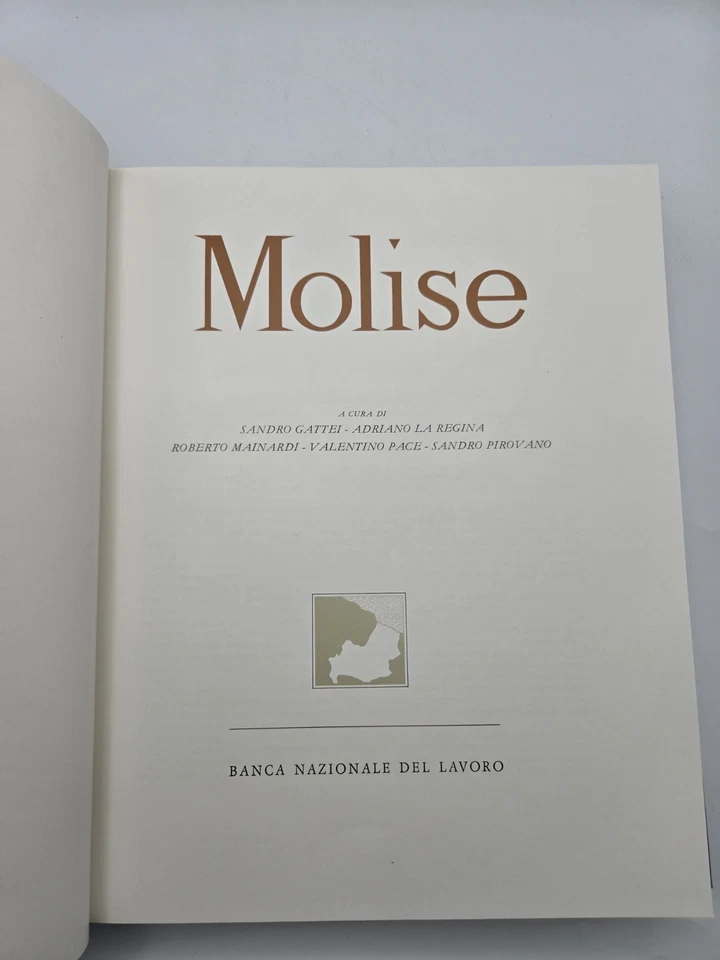 Molise
A CURA DI
SANDRO GATTEI - ADRIANO LA REGINA
ROBERTO MAINARDI - VALENTINO PACE - SANDRO PIROVANO
BANCA NAZIONALE DEL LAVORO